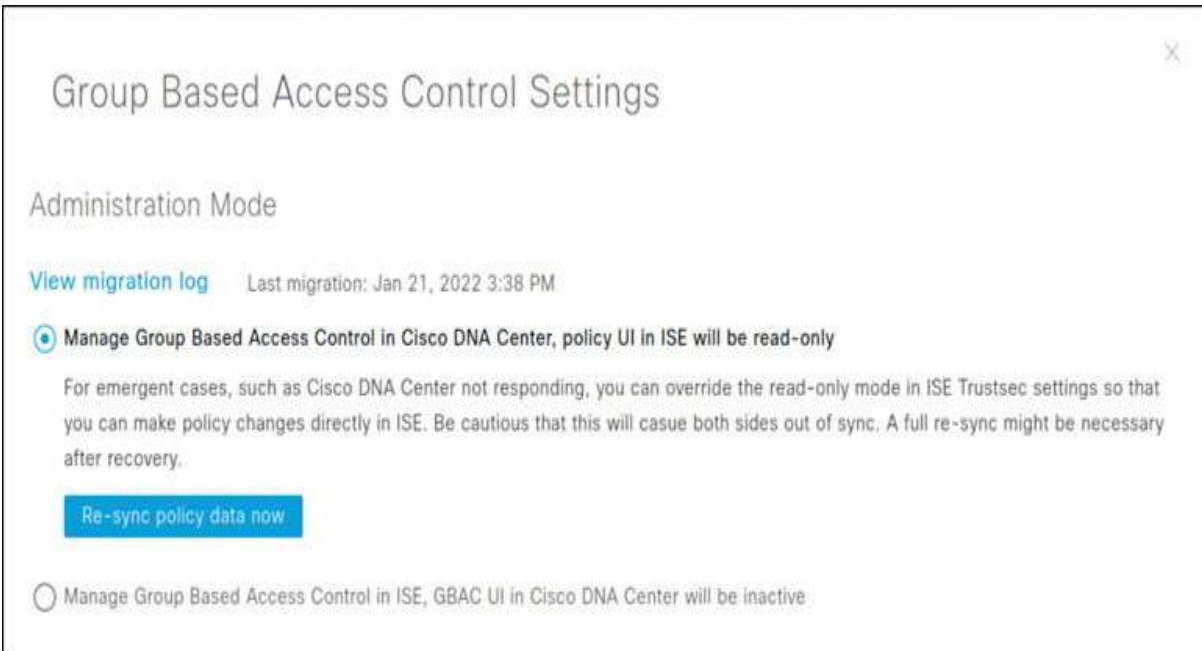 Group Based Access Control Settings
Administration Mode
View migration log Last migration: Jan 21, 2022 3:38 PM
Manage Group Based Access Control in Cisco DNA Center, policy UI in ISE will be read-only
For emergent cases, such as Cisco DNA Center not responding, you can override the read-only mode in ISE Trustsec settings so that
you can make policy changes directly in ISE. Be cautious that this will casue both sides out of sync. A full re-sync might be necessary
after recovery.
Re-sync policy data now
Manage Group Based Access Control in ISE, GBAC UI in Cisco DNA Center will be inactive